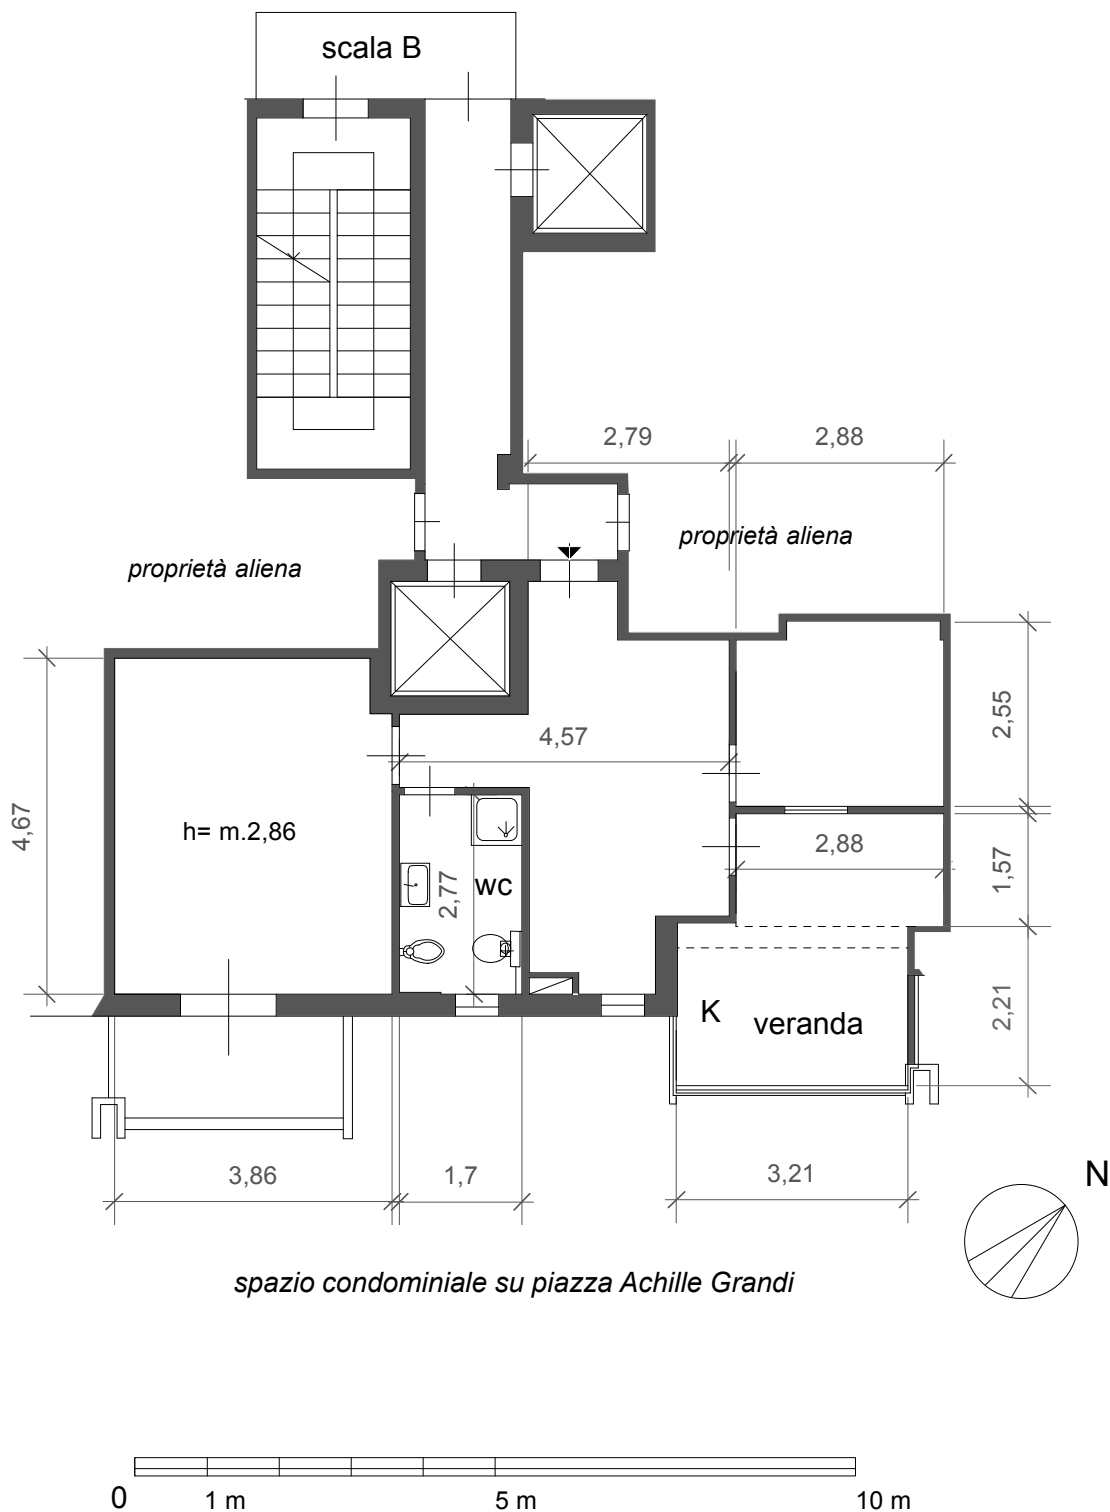 scala B
2,79
2,88
proprietà aliena
proprietà aliena
2,55
4,57
4,67
h= m.2,86
2,88
1,57
2,77
wc
K
veranda
2,21
3,86
1,7
3,21
N
spazio condominiale su piazza Achille Grandi
0
1 m
5 m
10 m